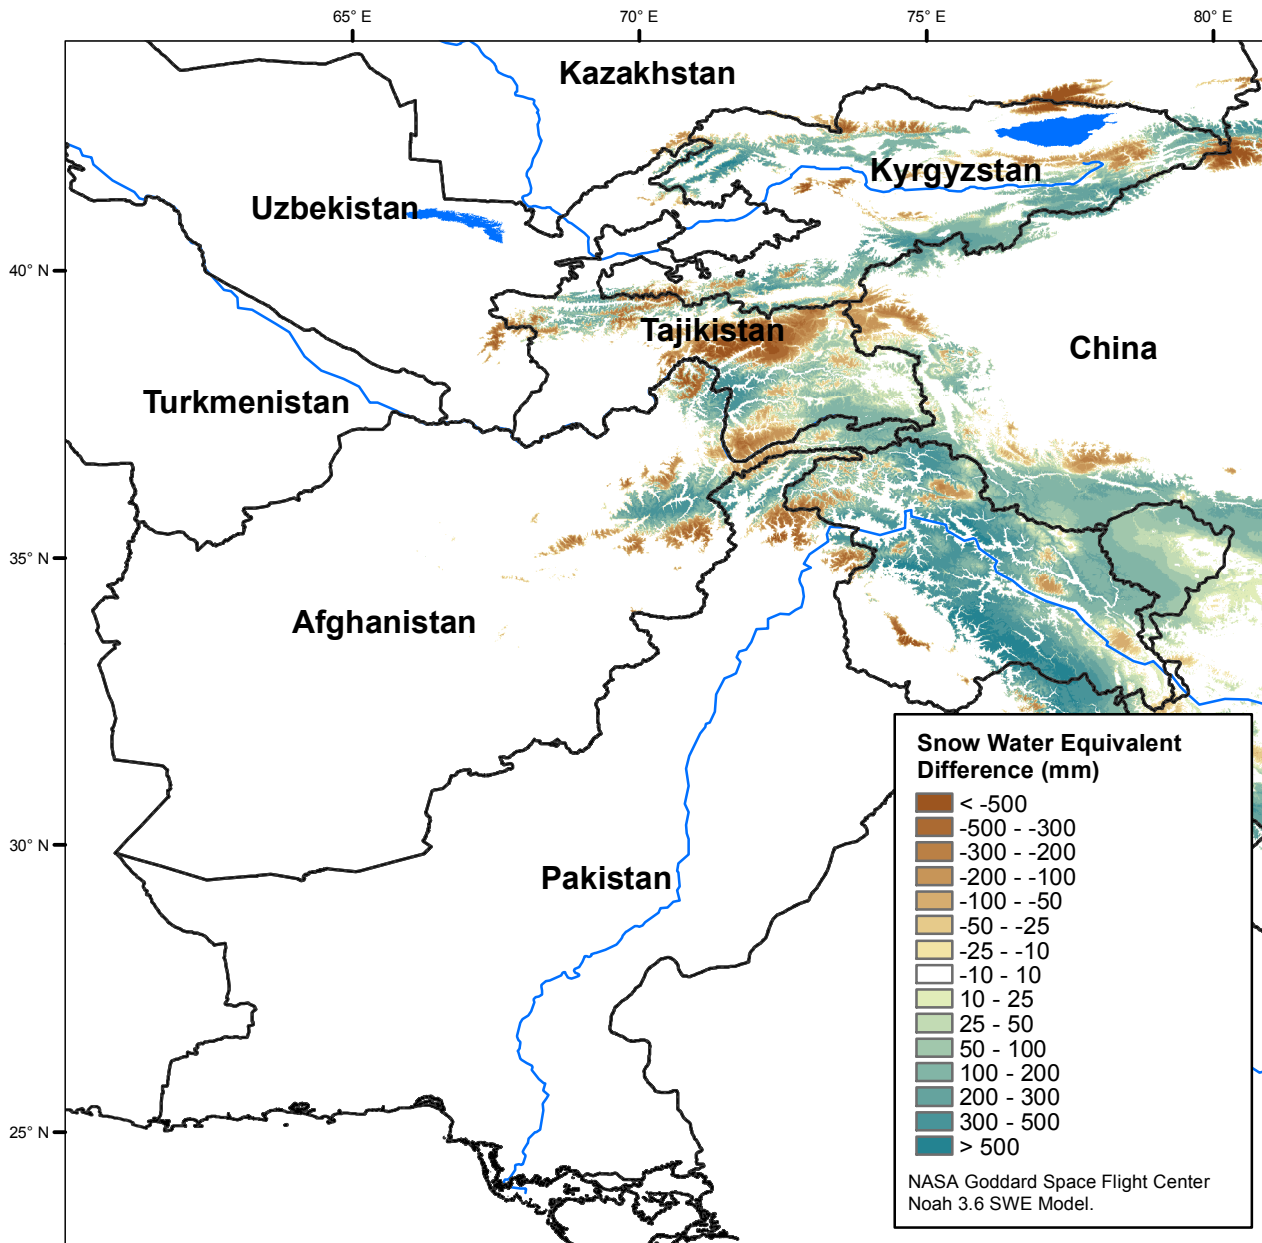 65° E
70° E
75° E
80° E
Kazakhstan
Kyrgyzstan
Uzbekistan
40° N
Tajikistan
China
Turkmenistan
35° N
Afghanistan
30° N
Pakistan
25° N
Snow Water Equivalent
Difference (mm)
< -500
-500 - -300
-300 - -200
-200 - -100
-100 - -50
-50 - -25
-25 - -10
-10 - 10
10 - 25
25 - 50
50 - 100
100 - 200
200 - 300
300 - 500
> 500
NASA Goddard Space Flight Center
Noah 3.6 SWE Model.